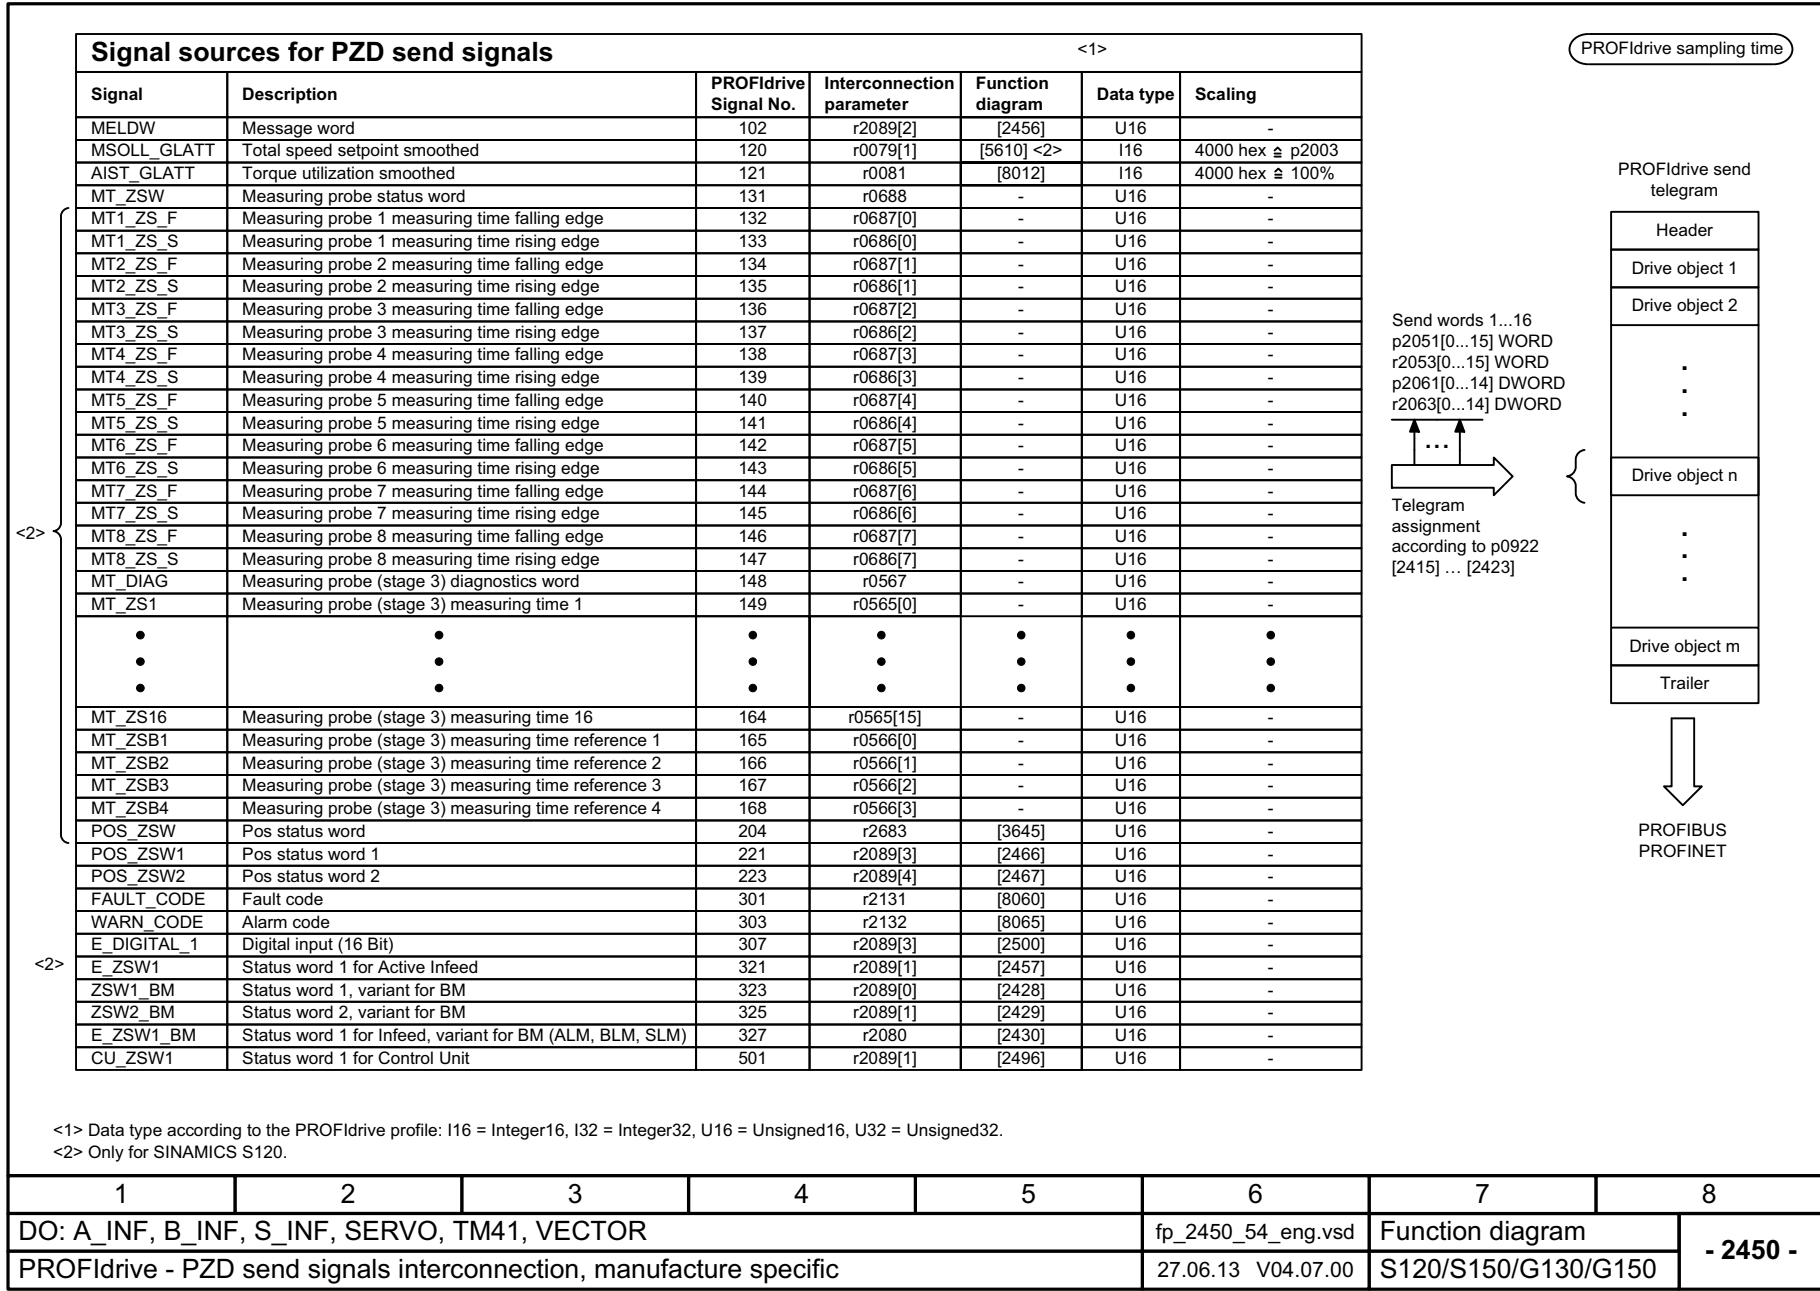 Signal sources for PZD send signals <1>
PROFIdrive sampling time
Signal Description PROFIdrive Signal No. Interconnection parameter Function diagram Data type Scaling
MELDW Message word 102 r2089[2] [2456] U16 -
MSOLL_GLATT Total speed setpoint smoothed 120 r0079[1] [5610] <2> I16 4000 hex ≙ p2003
AIST_GLATT Torque utilization smoothed 121 r0081 [8012] I16 4000 hex ≙ 100%
MT_ZSW Measuring probe status word 131 r0688 - U16 -
MT1_ZS_F Measuring probe 1 measuring time falling edge 132 r0687[0] - U16 -
MT1_ZS_S Measuring probe 1 measuring time rising edge 133 r0686[0] - U16 -
MT2_ZS_F Measuring probe 2 measuring time falling edge 134 r0687[1] - U16 -
MT2_ZS_S Measuring probe 2 measuring time rising edge 135 r0686[1] - U16 -
MT3_ZS_F Measuring probe 3 measuring time falling edge 136 r0687[2] - U16 -
MT3_ZS_S Measuring probe 3 measuring time rising edge 137 r0686[2] - U16 -
MT4_ZS_F Measuring probe 4 measuring time falling edge 138 r0687[3] - U16 -
MT4_ZS_S Measuring probe 4 measuring time rising edge 139 r0686[3] - U16 -
MT5_ZS_F Measuring probe 5 measuring time falling edge 140 r0687[4] - U16 -
MT5_ZS_S Measuring probe 5 measuring time rising edge 141 r0686[4] - U16 -
MT6_ZS_F Measuring probe 6 measuring time falling edge 142 r0687[5] - U16 -
MT6_ZS_S Measuring probe 6 measuring time rising edge 143 r0686[5] - U16 -
MT7_ZS_F Measuring probe 7 measuring time falling edge 144 r0687[6] - U16 -
MT7_ZS_S Measuring probe 7 measuring time rising edge 145 r0686[6] - U16 -
<2>
MT8_ZS_F Measuring probe 8 measuring time falling edge 146 r0687[7] - U16 -
MT8_ZS_S Measuring probe 8 measuring time rising edge 147 r0686[7] - U16 -
MT_DIAG Measuring probe (stage 3) diagnostics word 148 r0567 - U16 -
MT_ZS1 Measuring probe (stage 3) measuring time 1 149 r0565[0] - U16 -
MT_ZS16 Measuring probe (stage 3) measuring time 16 164 r0565[15] - U16 -
MT_ZSB1 Measuring probe (stage 3) measuring time reference 1 165 r0566[0] - U16 -
MT_ZSB2 Measuring probe (stage 3) measuring time reference 2 166 r0566[1] - U16 -
MT_ZSB3 Measuring probe (stage 3) measuring time reference 3 167 r0566[2] - U16 -
MT_ZSB4 Measuring probe (stage 3) measuring time reference 4 168 r0566[3] - U16 -
POS_ZSW Pos status word 204 r2683 [3645] U16 -
POS_ZSW1 Pos status word 1 221 r2089[3] [2466] U16 -
POS_ZSW2 Pos status word 2 223 r2089[4] [2467] U16 -
FAULT_CODE Fault code 301 r2131 [8060] U16 -
WARN_CODE Alarm code 303 r2132 [8065] U16 -
E_DIGITAL_1 Digital input (16 Bit) 307 r2089[3] [2500] U16 -
<2> E_ZSW1 Status word 1 for Active Infeed 321 r2089[1] [2457] U16 -
ZSW1_BM Status word 1, variant for BM 323 r2089[0] [2428] U16 -
ZSW2_BM Status word 2, variant for BM 325 r2089[1] [2429] U16 -
E_ZSW1_BM Status word 1 for Infeed, variant for BM (ALM, BLM, SLM) 327 r2080 [2430] U16 -
CU_ZSW1 Status word 1 for Control Unit 501 r2089[1] [2496] U16 -
Send words 1...16
p2051[0...15] WORD
r2053[0...15] WORD
p2061[0...14] DWORD
r2063[0...14] DWORD
...
Telegram
assignment
according to p0922
[2415] … [2423]
PROFIdrive send
telegram
Header
Drive object 1
Drive object 2
Drive object n
Drive object m
Trailer
PROFIBUS
PROFINET
<1> Data type according to the PROFIdrive profile: I16 = Integer16, I32 = Integer32, U16 = Unsigned16, U32 = Unsigned32.
<2> Only for SINAMICS S120.
1 2 3 4 5 6 7 8
DO: A_INF, B_INF, S_INF, SERVO, TM41, VECTOR fp_2450_54_eng.vsd Function diagram
- 2450 -
PROFIdrive - PZD send signals interconnection, manufacture specific 27.06.13 V04.07.00 S120/S150/G130/G150